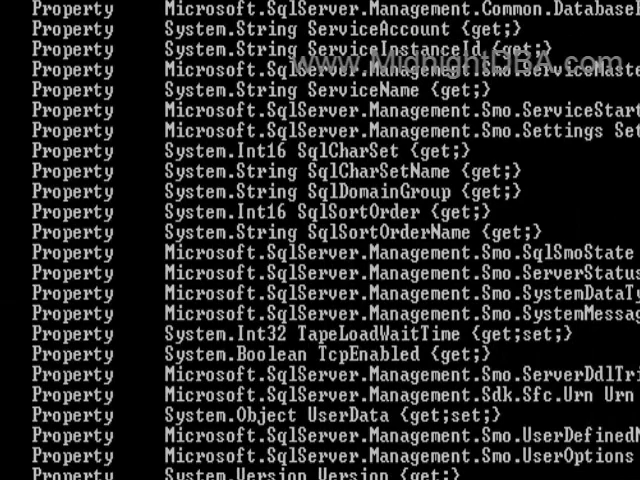 Property Microsoft.SqlServer.Management.Common.Database
Property System.String ServiceAccount {get;}
Property System.String ServiceInstanceId {get;}
www.MidnightDBA.com
Property Microsoft.SqlServer.Management.Smo.ServiceMaste
Property System.String ServiceName {get;}
Property Microsoft.SqlServer.Management.Smo.ServiceStart
Property Microsoft.SqlServer.Management.Smo.Settings Set
Property System.Int16 SqlCharSet {get;}
Property System.String SqlCharSetName {get;}
Property System.String SqlDomainGroup {get;}
Property System.Int16 SqlSortOrder {get;}
Property System.String SqlSortOrderName {get;}
Property Microsoft.SqlServer.Management.Smo.SqlSmoState
Property Microsoft.SqlServer.Management.Smo.ServerStatus
Property Microsoft.SqlServer.Management.Smo.SystemDataTy
Property Microsoft.SqlServer.Management.Smo.SystemMessag
Property System.Int32 TapeLoadWaitTime {get;set;}
Property System.Boolean TcpEnabled {get;}
Property Microsoft.SqlServer.Management.Smo.ServerDdlTri
Property Microsoft.SqlServer.Management.Sdk.Sfc.Urn Urn
Property System.Object UserData {get;set;}
Property Microsoft.SqlServer.Management.Smo.UserDefined
Property Microsoft.SqlServer.Management.Smo.UserOptions
Property System.Version Version {get;}